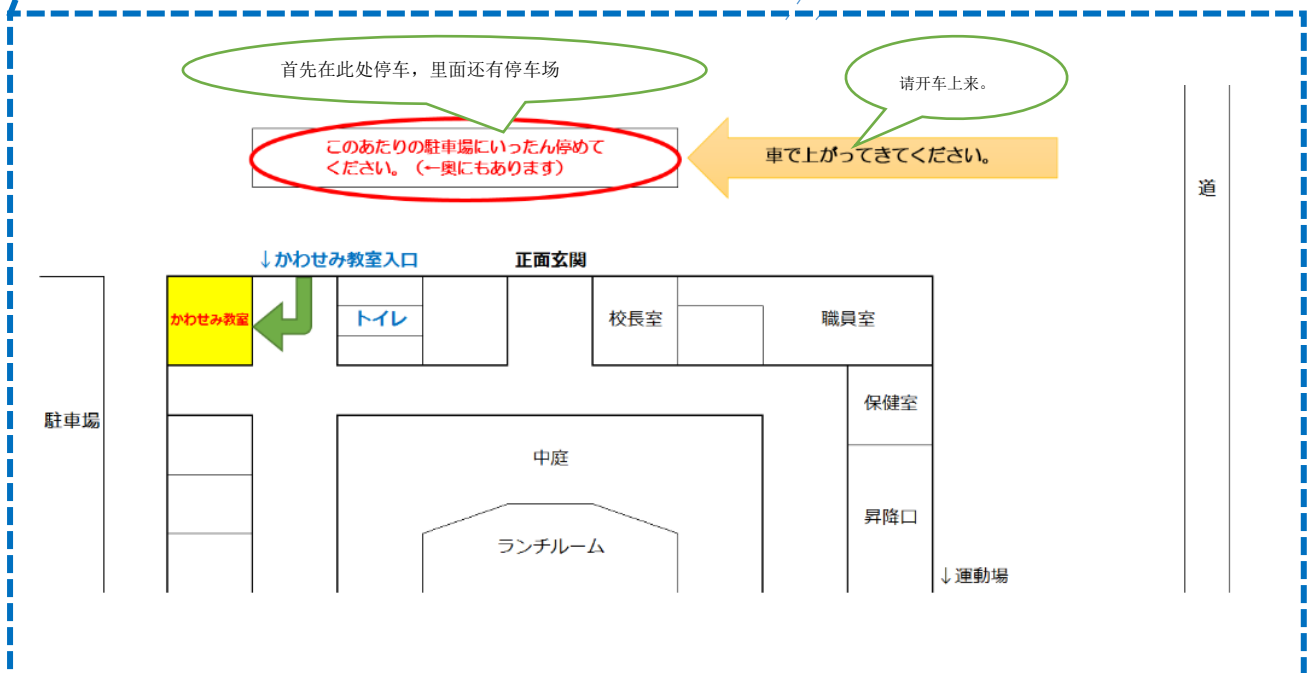 首先在此处停车，里面还有停车场
请开车上来。
このあたりの駐車場にいったん停めて
ください。（←奥にもあります）
車で上がってきてください。
道
↓かわせみ教室入口
正面玄関
かわせみ教室
トイレ
校長室
職員室
保健室
駐車場
中庭
昇降口
ランチルーム
↓運動場